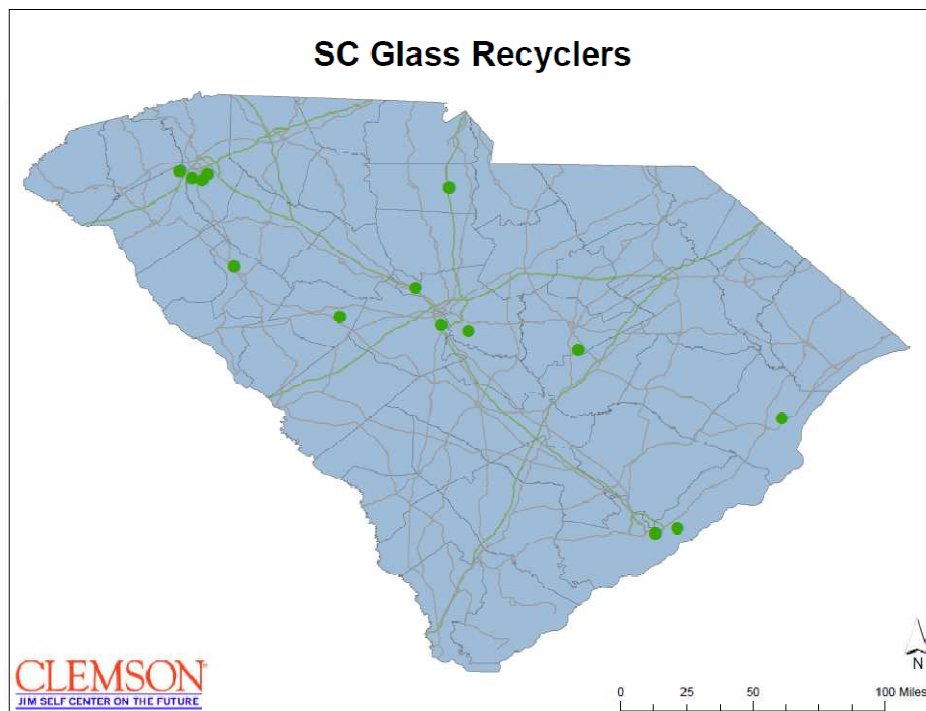 SC Glass Recyclers
N
CLEMSON
JIM SELF CENTER ON THE FUTURE
0 25 50 100 Miles